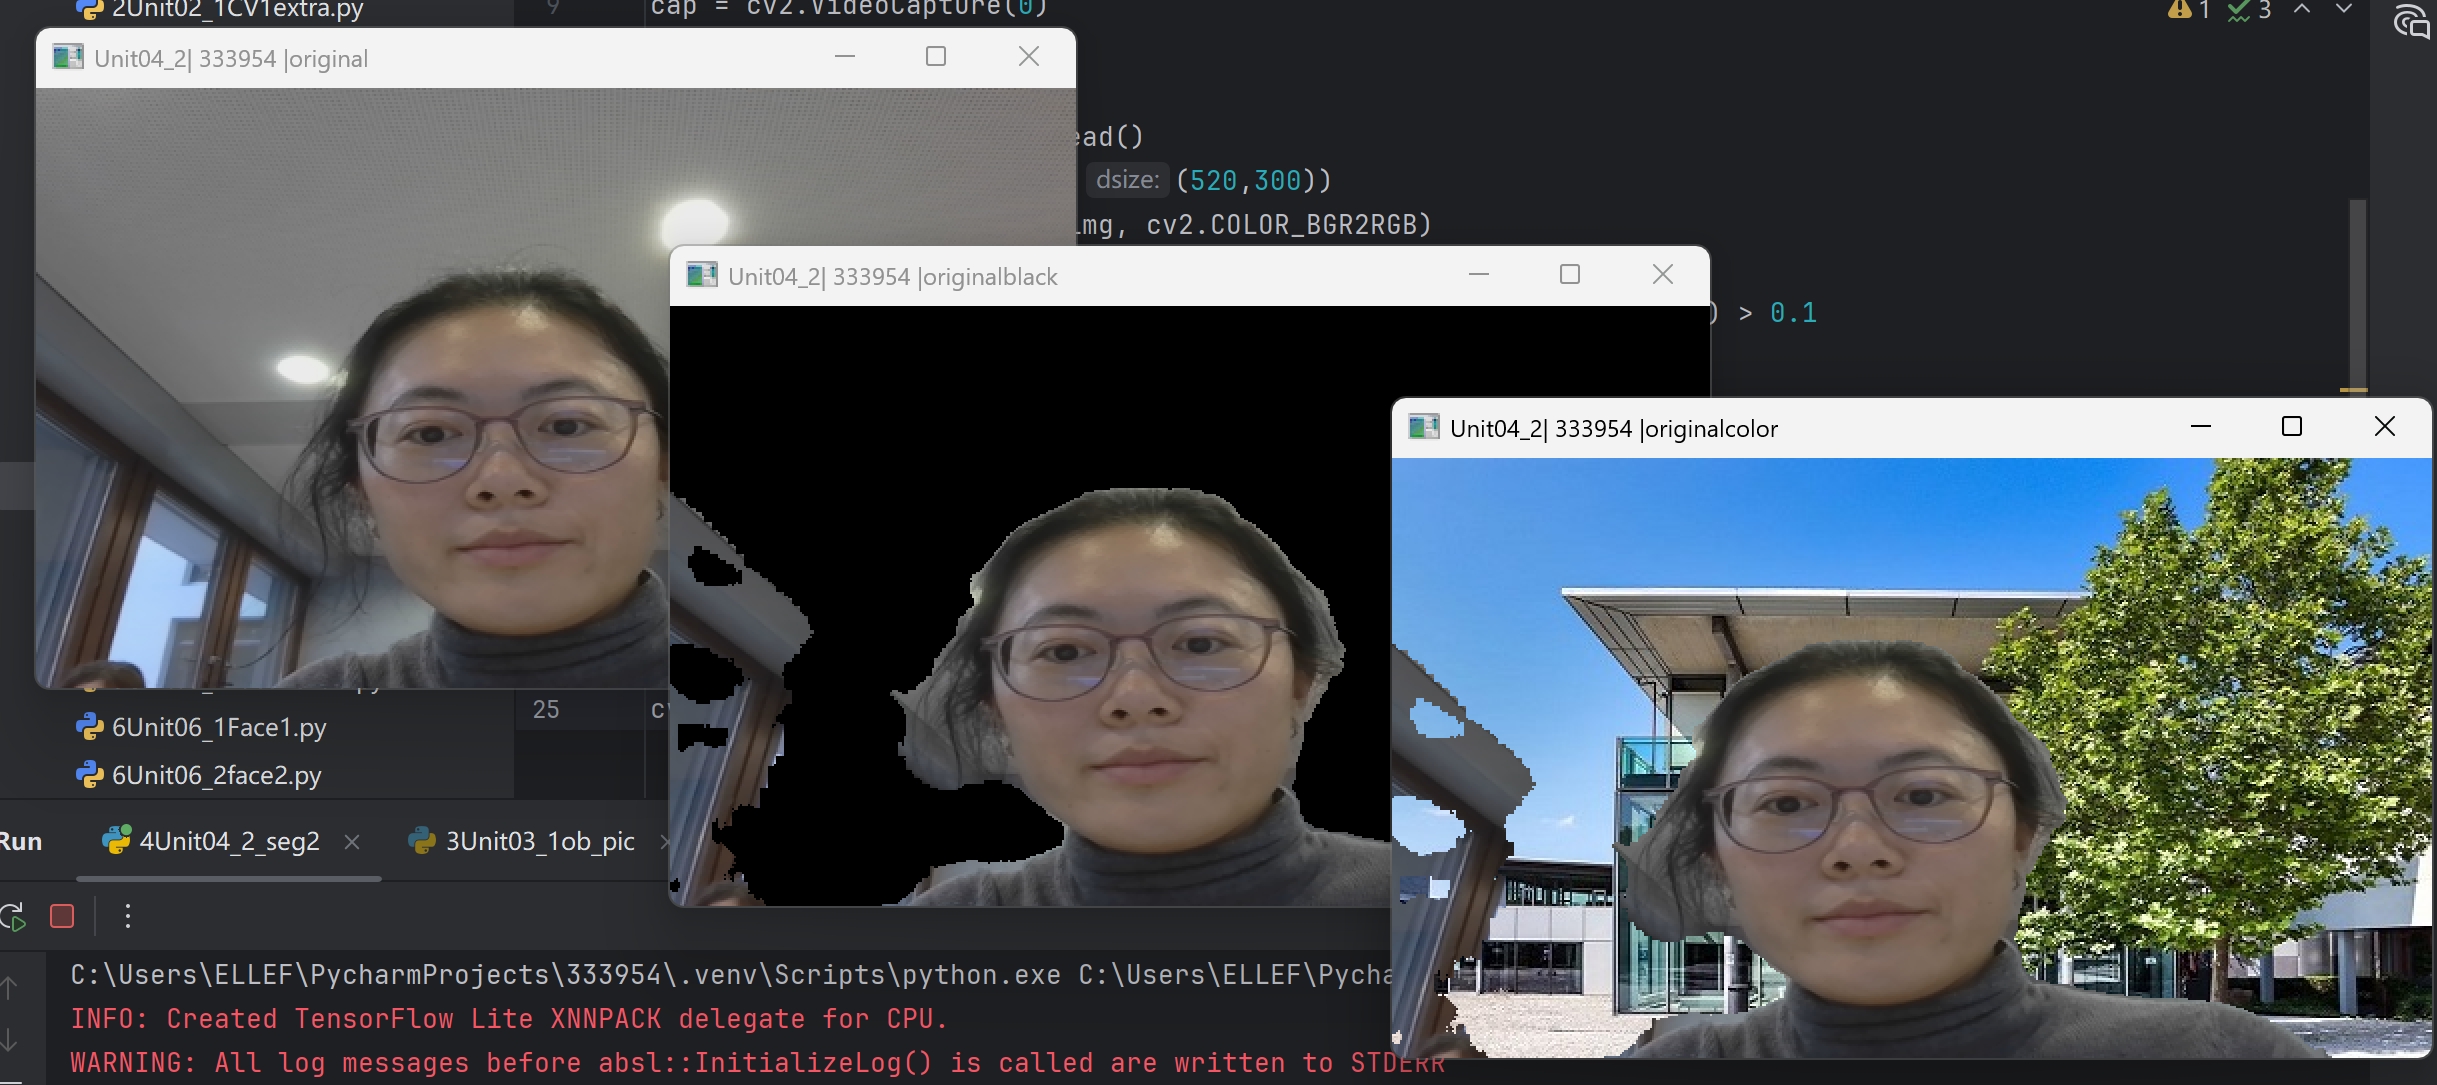 2Unit02_1CV1extra.py
9 cap = cv2.VideoCapture(0)
1 3
Unit04_2| 333954 |original
ead()
dsize: (520,300))
img, cv2.COLOR_BGR2RGB)
Unit04_2| 333954 |originalblack
) > 0.1
Unit04_2| 333954 |originalcolor
25 c
6Unit06_1Face1.py
6Unit06_2face2.py
Run 4Unit04_2_seg2 3Unit03_1ob_pic
C:\Users\ELLEF\PycharmProjects\333954\.venv\Scripts\python.exe C:\Users\ELLEF\Pycha
INFO: Created TensorFlow Lite XNNPACK delegate for CPU.
WARNING: All log messages before absl::InitializeLog() is called are written to STDERR